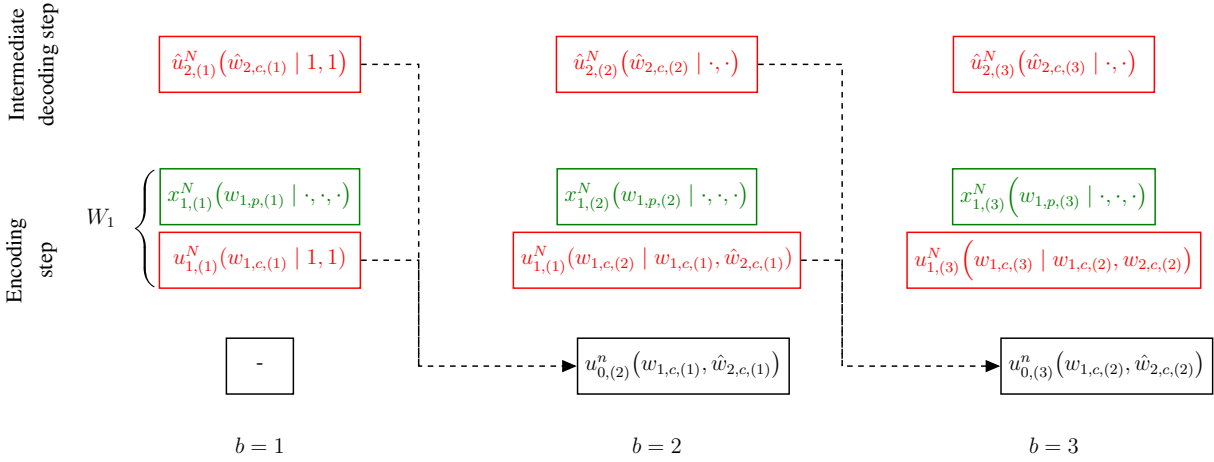 Intermediate
decoding step
û^N_{2,(1)}(ŵ_{2,c,(1)} | 1, 1)
û^N_{2,(2)}(ŵ_{2,c,(2)} | ·, ·)
û^N_{2,(3)}(ŵ_{2,c,(3)} | ·, ·)
Encoding
step
W_1
x^N_{1,(1)}(w_{1,p,(1)} | ·, ·, ·)
x^N_{1,(2)}(w_{1,p,(2)} | ·, ·, ·)
x^N_{1,(3)}(w_{1,p,(3)} | ·, ·, ·)
u^N_{1,(1)}(w_{1,c,(1)} | 1, 1)
u^N_{1,(1)}(w_{1,c,(2)} | w_{1,c,(1)}, ŵ_{2,c,(1)})
u^N_{1,(3)}(w_{1,c,(3)} | w_{1,c,(2)}, w_{2,c,(2)})
-
u^n_{0,(2)}(w_{1,c,(1)}, ŵ_{2,c,(1)})
u^n_{0,(3)}(w_{1,c,(2)}, ŵ_{2,c,(2)})
b = 1
b = 2
b = 3